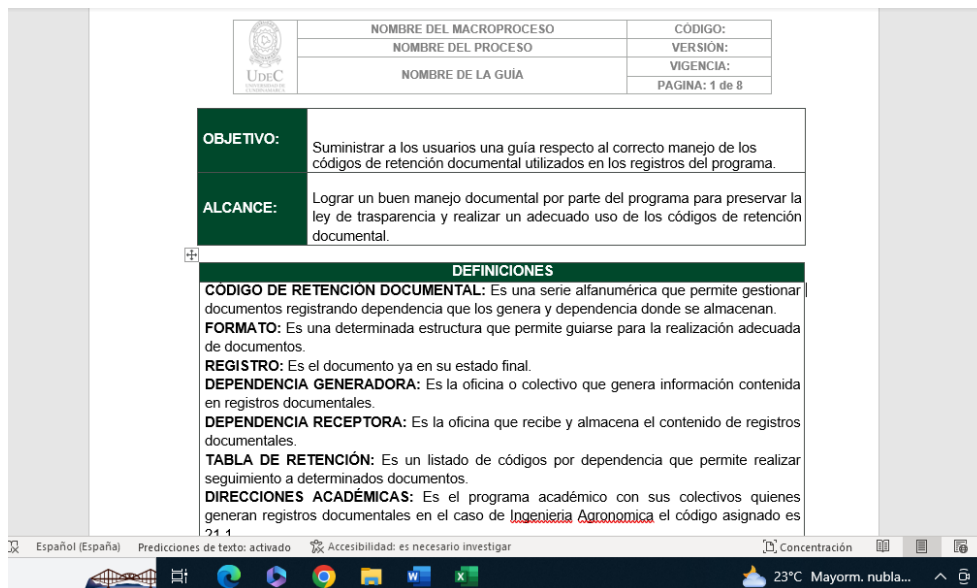 NOMBRE DEL MACROPROCESO
CÓDIGO:
NOMBRE DEL PROCESO
VERSIÓN:
NOMBRE DE LA GUÍA
VIGENCIA:
PAGINA: 1 de 8
UDEC
UNIVERSIDAD DE
CUNDINAMARCA
OBJETIVO:
Suministrar a los usuarios una guía respecto al correcto manejo de los
códigos de retención documental utilizados en los registros del programa.
ALCANCE:
Lograr un buen manejo documental por parte del programa para preservar la
ley de trasparencia y realizar un adecuado uso de los códigos de retención
documental.
DEFINICIONES
CÓDIGO DE RETENCIÓN DOCUMENTAL: Es una serie alfanumérica que permite gestionar
documentos registrando dependencia que los genera y dependencia donde se almacenan.
FORMATO: Es una determinada estructura que permite guiarse para la realización adecuada
de documentos.
REGISTRO: Es el documento ya en su estado final.
DEPENDENCIA GENERADORA: Es la oficina o colectivo que genera información contenida
en registros documentales.
DEPENDENCIA RECEPTORA: Es la oficina que recibe y almacena el contenido de registros
documentales.
TABLA DE RETENCIÓN: Es un listado de códigos por dependencia que permite realizar
seguimiento a determinados documentos.
DIRECCIONES ACADÉMICAS: Es el programa académico con sus colectivos quienes
generan registros documentales en el caso de Ingenieria Agronomica el código asignado es
21.1
Español (España) Predicciones de texto: activado Accesibilidad: es necesario investigar Concentración
23°C Mayorm. nubla...